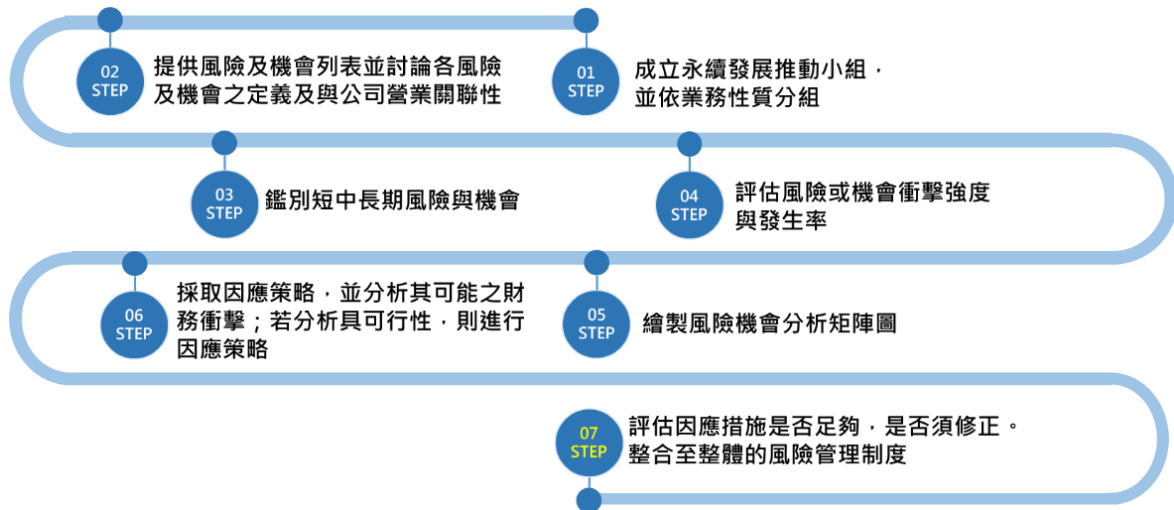 01
STEP
成立永續發展推動小組，
並依業務性質分組
02
STEP
提供風險及機會列表並討論各風險
及機會之定義及與公司營業關聯性
03
STEP
鑑別短中長期風險與機會
04
STEP
評估風險或機會衝擊強度
與發生率
05
STEP
繪製風險機會分析矩陣圖
06
STEP
採取因應策略，並分析其可能之財
務衝擊；若分析具可行性，則進行
因應策略
07
STEP
評估因應措施是否足夠，是否須修正。
整合至整體的風險管理制度